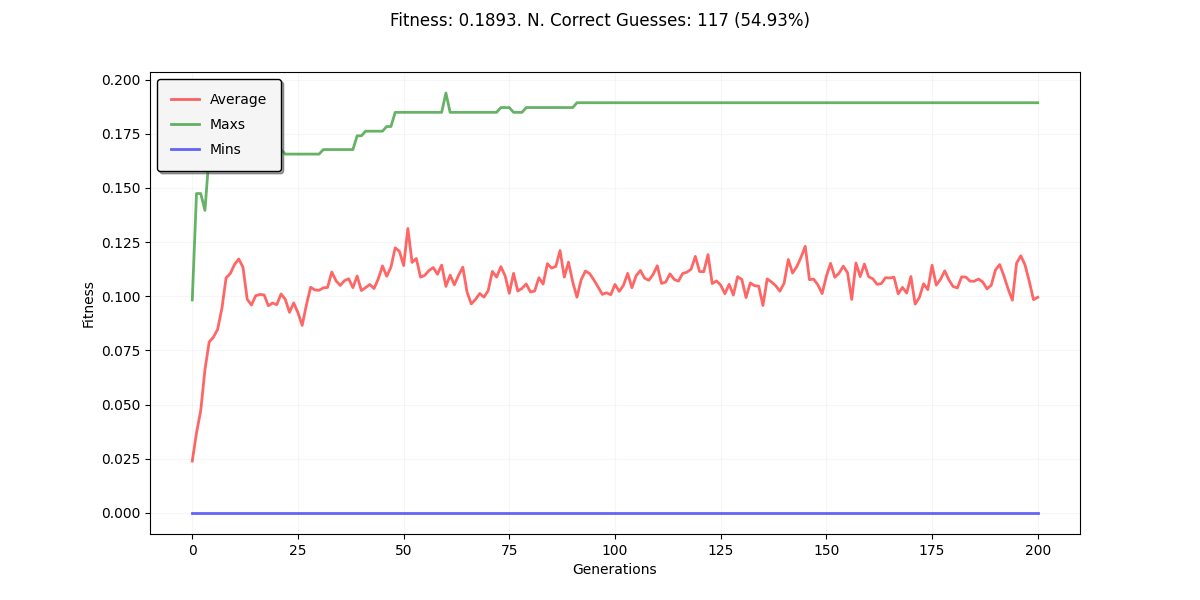 Fitness: 0.1893. N. Correct Guesses: 117 (54.93%)
Average
Maxs
Mins
0.200
0.175
0.150
0.125
0.100
0.075
0.050
0.025
0.000
Fitness
0 25 50 75 100 125 150 175 200
Generations